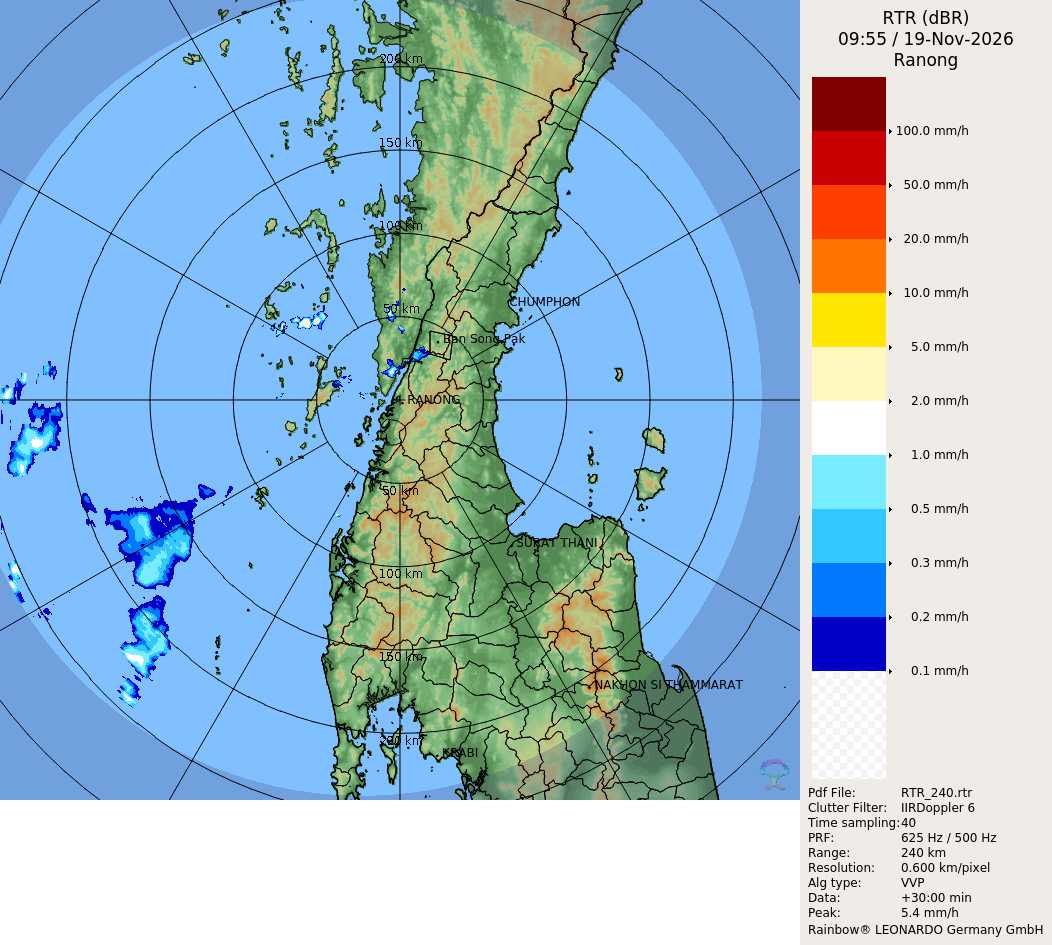 RTR (dBR)
09:55 / 19-Nov-2026
Ranong
200 km
150 km
100 km
50 km
CHUMPHON
Ban Song Pak
RANONG
50 km
SURAT THANI
100 km
150 km
NAKHON SI THAMMARAT
200 km
KRABI
100.0 mm/h
50.0 mm/h
20.0 mm/h
10.0 mm/h
5.0 mm/h
2.0 mm/h
1.0 mm/h
0.5 mm/h
0.3 mm/h
0.2 mm/h
0.1 mm/h
Pdf File: RTR_240.rtr
Clutter Filter: IIRDoppler 6
Time sampling:40
PRF: 625 Hz / 500 Hz
Range: 240 km
Resolution: 0.600 km/pixel
Alg type: VVP
Data: +30:00 min
Peak: 5.4 mm/h
Rainbow® LEONARDO Germany GmbH